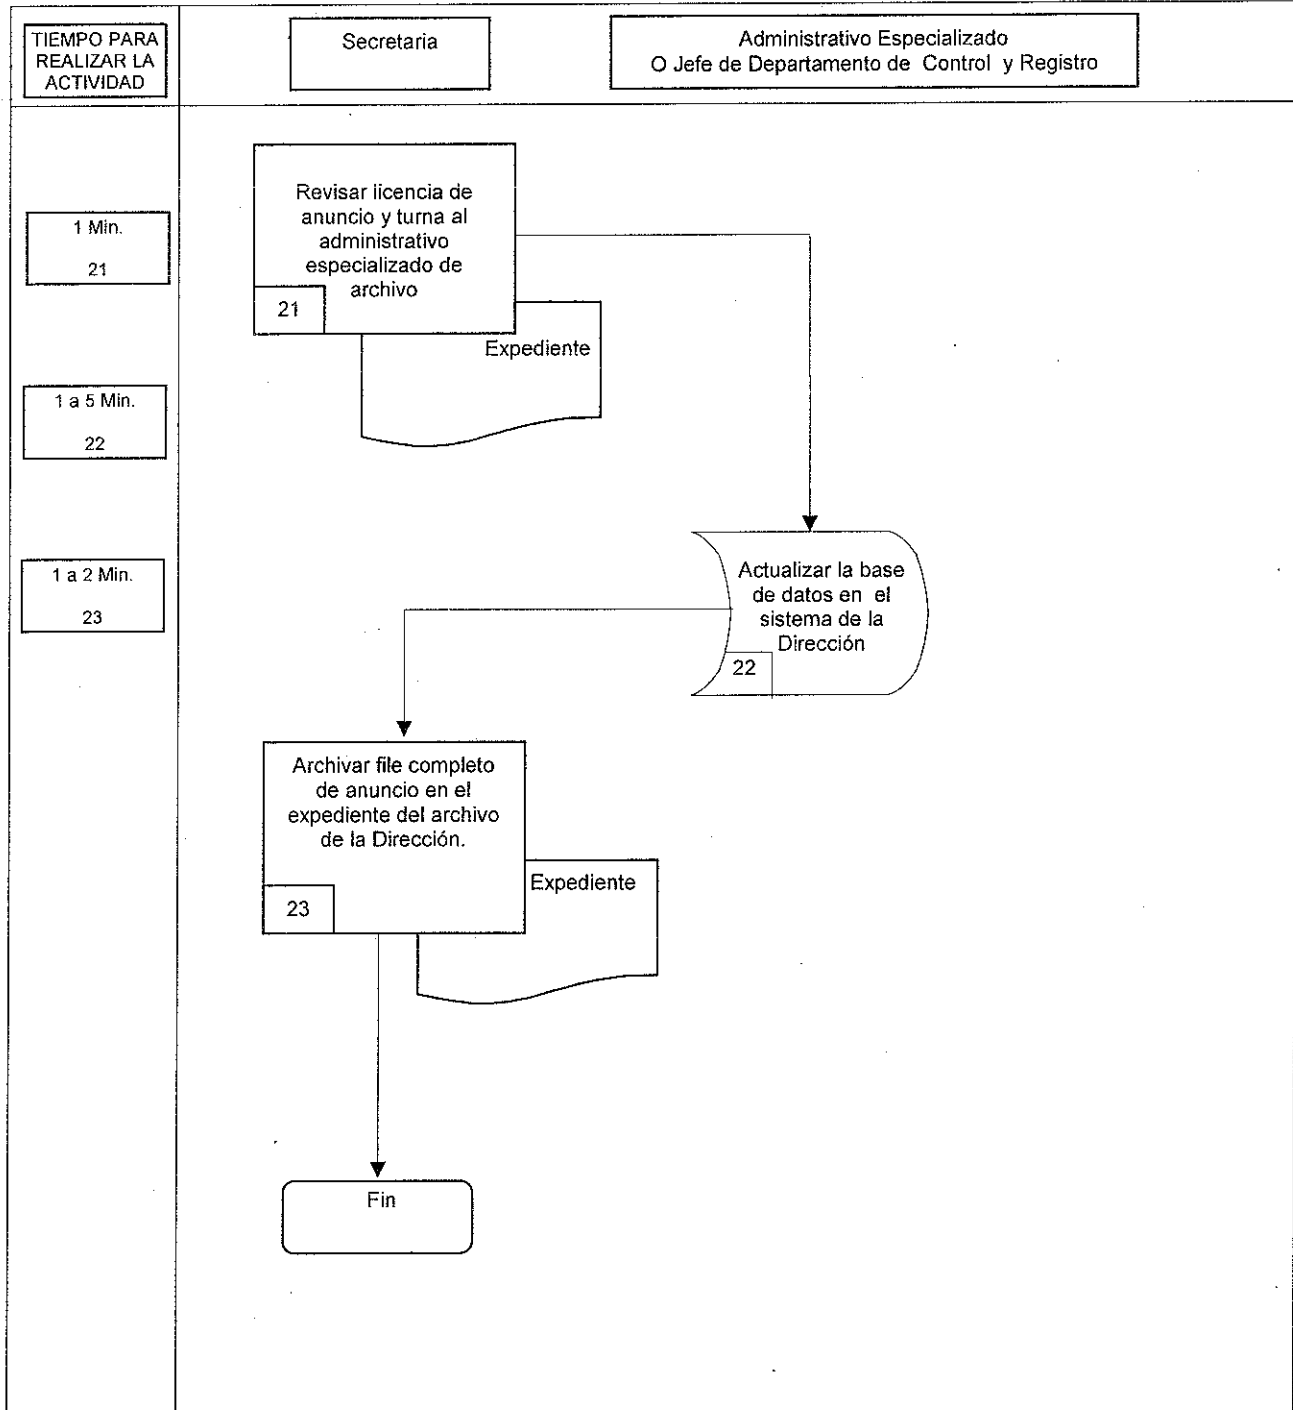 TIEMPO PARA
REALIZAR LA
ACTIVIDAD
Secretaria
Administrativo Especializado
O Jefe de Departamento de Control y Registro
1 Min.
21
Revisar licencia de
anuncio y turna al
administrativo
especializado de
archivo
21
Expediente
1 a 5 Min.
22
1 a 2 Min.
23
Actualizar la base
de datos en el
sistema de la
Dirección
22
Archivar file completo
de anuncio en el
expediente del archivo
de la Dirección.
23
Expediente
Fin